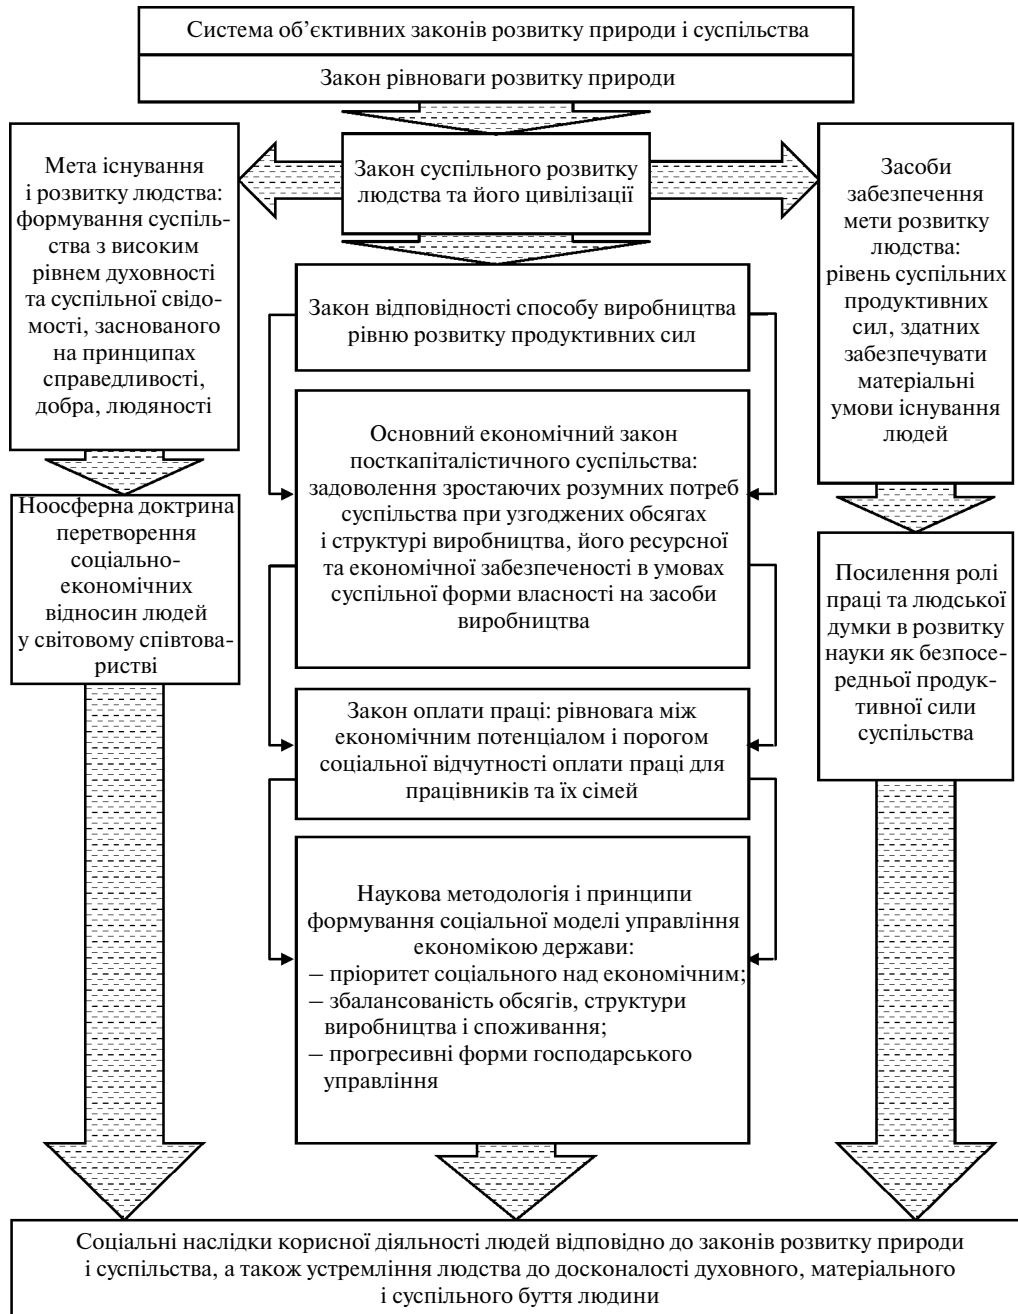 Система об’єктивних законів розвитку природи і суспільства
Закон рівноваги розвитку природи
Мета існування
і розвитку людства:
формування суспіль-
ства з високим
рівнем духовності
та суспільної свідо-
мості, заснованого
на принципах
справедливості,
добра, людяності
Закон суспільного розвитку
людства та його цивілізації
Засоби
забезпечення
мети розвитку
людства:
рівень суспільних
продуктивних
сил, здатних
забезпечувати
матеріальні
умови існування
людей
Закон відповідності способу виробництва
рівню розвитку продуктивних сил
Основний економічний закон
посткапіталістичного суспільства:
задоволення зростаючих розумних потреб
суспільства при узгоджених обсягах
і структурі виробництва, його ресурсної
та економічної забезпеченості в умовах
суспільної форми власності на засоби
виробництва
Ноосферна доктрина
перетворення
соціально-
економічних
відносин людей
у світовому співтова-
ристві
Посилення ролі
праці та людської
думки в розвитку
науки як безпосе-
редньої продук-
тивної сили
суспільства
Закон оплати праці: рівновага між
економічним потенціалом і порогом
соціальної відчутності оплати праці для
працівників та їх сімей
Наукова методологія і принципи
формування соціальної моделі управління
економікою держави:
– пріоритет соціального над економічним;
– збалансованість обсягів, структури
виробництва і споживання;
– прогресивні форми господарського
управління
Соціальні наслідки корисної діяльності людей відповідно до законів розвитку природи
і суспільства, а також устремління людства до досконалості духовного, матеріального
і суспільного буття людини